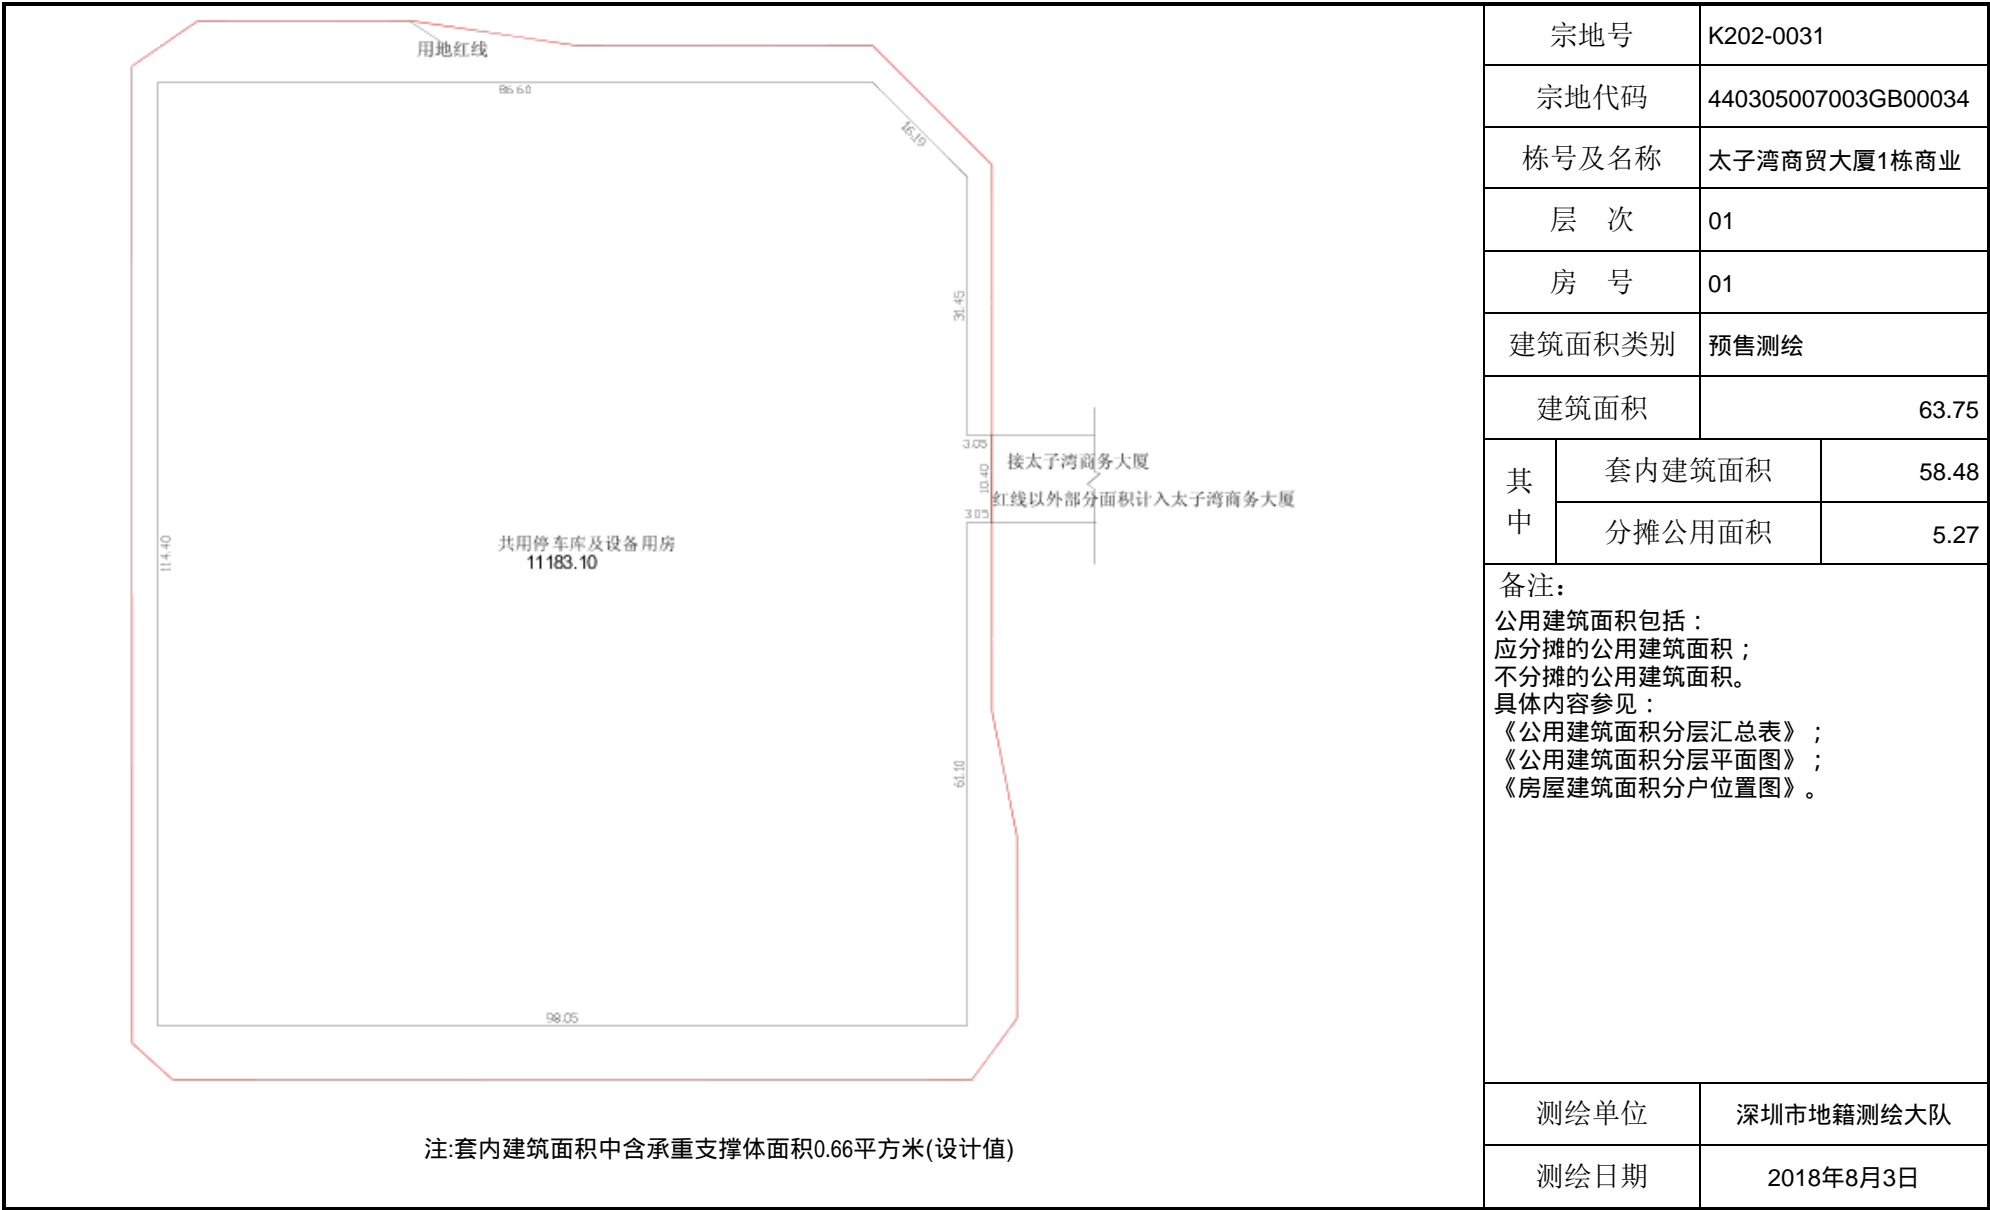 用地红线
86.60
16.19
31.45
3.05
10.40
接太子湾商务大厦
红线以外部分面积计入太子湾商务大厦
3.05
114.40
共用停车库及设备用房
11183.10
61.10
98.05
注:套内建筑面积中含承重支撑体面积0.66平方米(设计值)
宗地号 K202-0031
宗地代码 440305007003GB00034
栋号及名称 太子湾商贸大厦1栋商业
层 次 01
房 号 01
建筑面积类别 预售测绘
建筑面积 63.75
其中
套内建筑面积 58.48
分摊公用面积 5.27
备注：
公用建筑面积包括：
应分摊的公用建筑面积；
不分摊的公用建筑面积。
具体内容参见：
《公用建筑面积分层汇总表》；
《公用建筑面积分层平面图》；
《房屋建筑面积分户位置图》。
测绘单位 深圳市地籍测绘大队
测绘日期 2018年8月3日